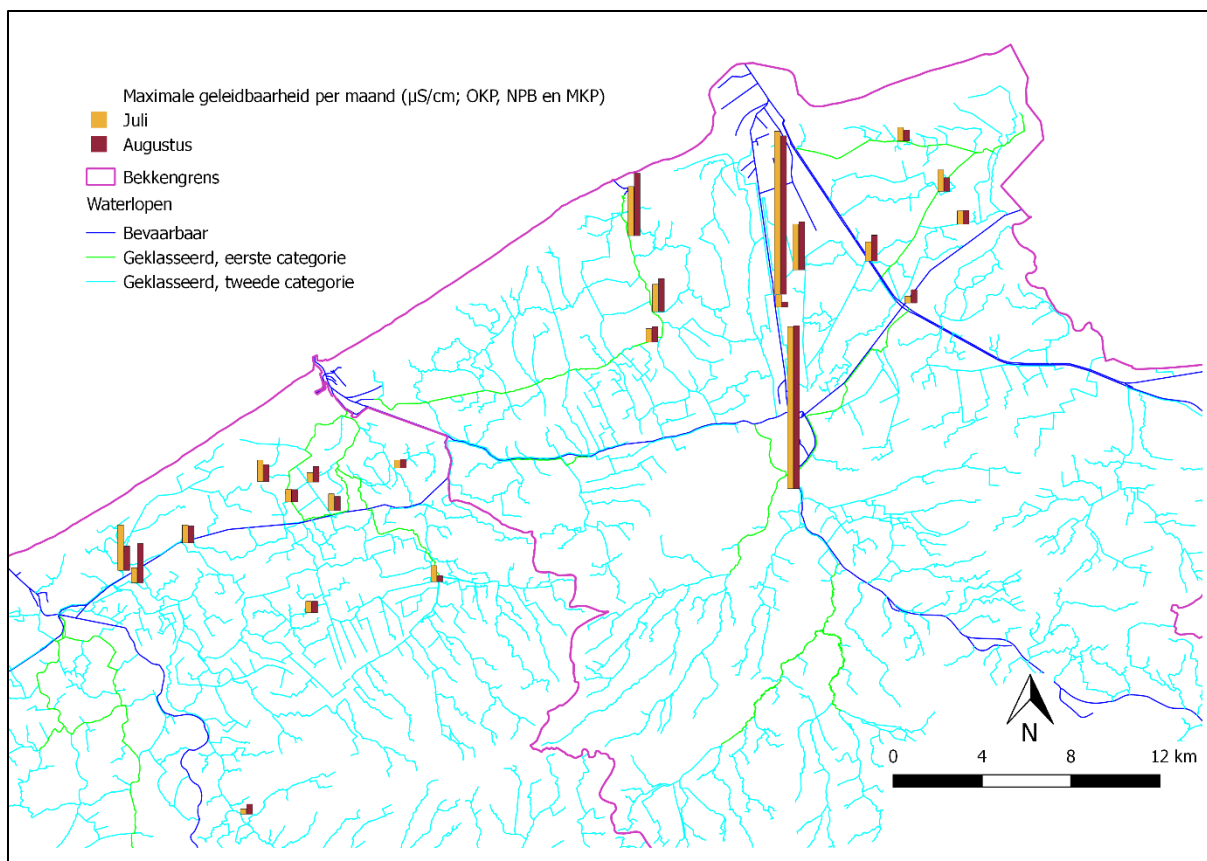 Maximale geleidbaarheid per maand (µS/cm; OKP, NPB en MKP)
Juli
Augustus
Bekkengrens
Waterlopen
Bevaarbaar
Geklasseerd, eerste categorie
Geklasseerd, tweede categorie
N
0 4 8 12 km